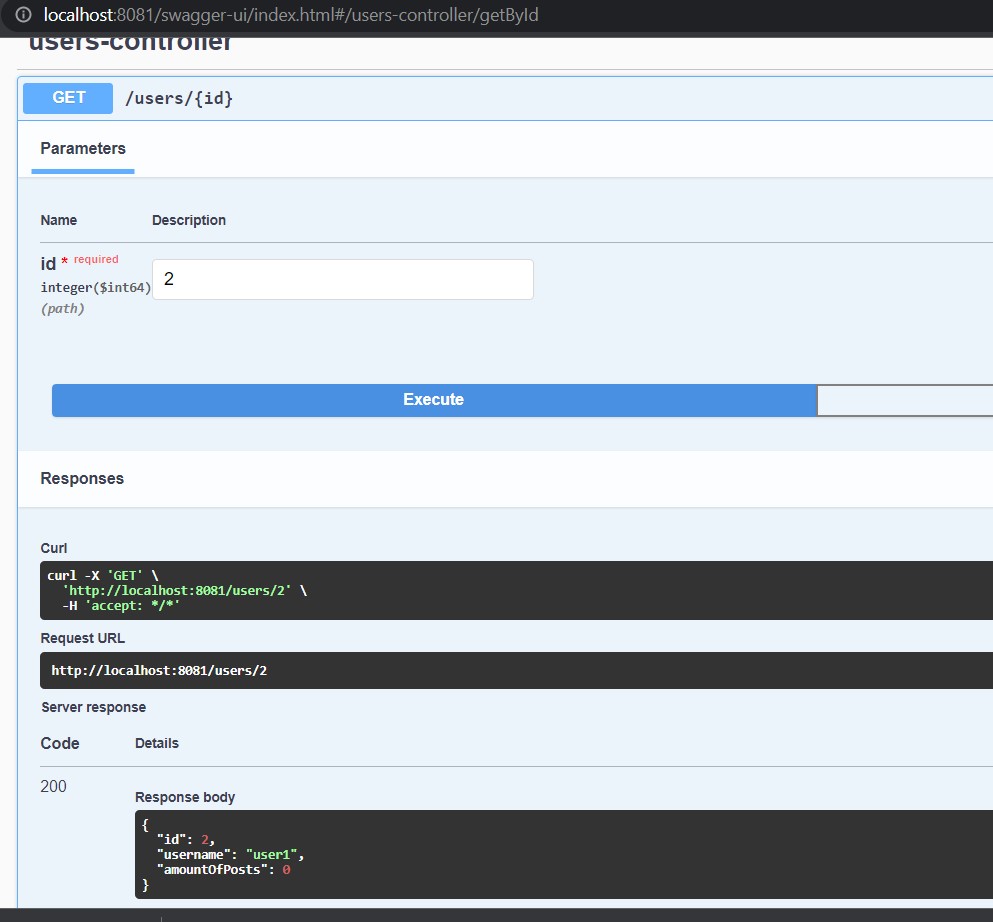 localhost:8081/swagger-ui/index.html#/users-controller/getById
users-controller
GET /users/{id}
Parameters
Name Description
id * required
integer($int64)
(path)
2
Execute
Responses
Curl
curl -X 'GET' \
  'http://localhost:8081/users/2' \
  -H 'accept: */*'
Request URL
http://localhost:8081/users/2
Server response
Code Details
200
Response body
{
  "id": 2,
  "username": "user1",
  "amountOfPosts": 0
}